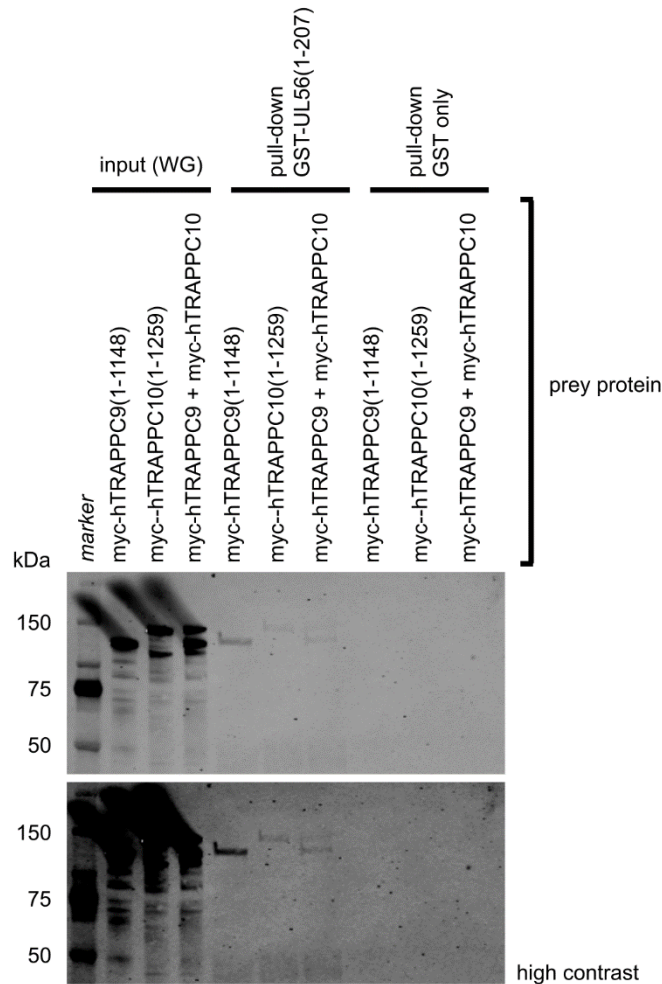 input (WG)
pull-down
GST-UL56(1-207)
pull-down
GST only
marker
myc-hTRAPPC9(1-1148)
myc--hTRAPPC10(1-1259)
myc-hTRAPPC9 + myc-hTRAPPC10
myc-hTRAPPC9(1-1148)
myc--hTRAPPC10(1-1259)
myc-hTRAPPC9 + myc-hTRAPPC10
myc-hTRAPPC9(1-1148)
myc--hTRAPPC10(1-1259)
myc-hTRAPPC9 + myc-hTRAPPC10
prey protein
kDa
150
75
50
150
75
50
high contrast